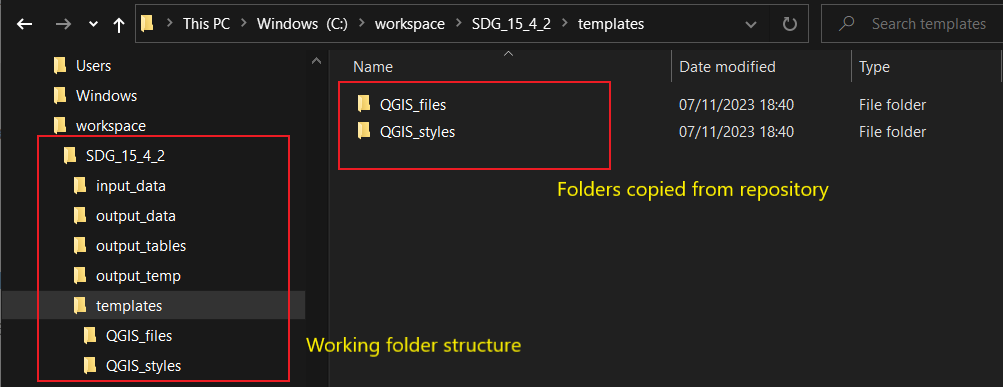 This PC > Windows (C:) > workspace > SDG_15_4_2 > templates
Search templates
Users
Windows
workspace
SDG_15_4_2
input_data
output_data
output_tables
output_temp
templates
QGIS_files
QGIS_styles
Name Date modified Type
QGIS_files 07/11/2023 18:40 File folder
QGIS_styles 07/11/2023 18:40 File folder
Folders copied from repository
Working folder structure